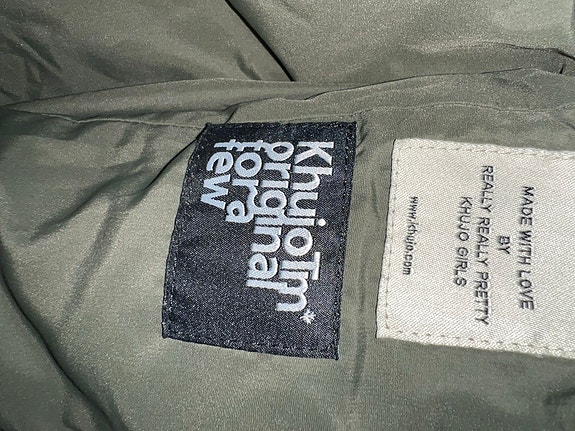 KhujoTm*
original
for a
few
MADE WITH LOVE
BY
REALLY REALLY PRETTY
KHUJO GIRLS
www.khujo.com